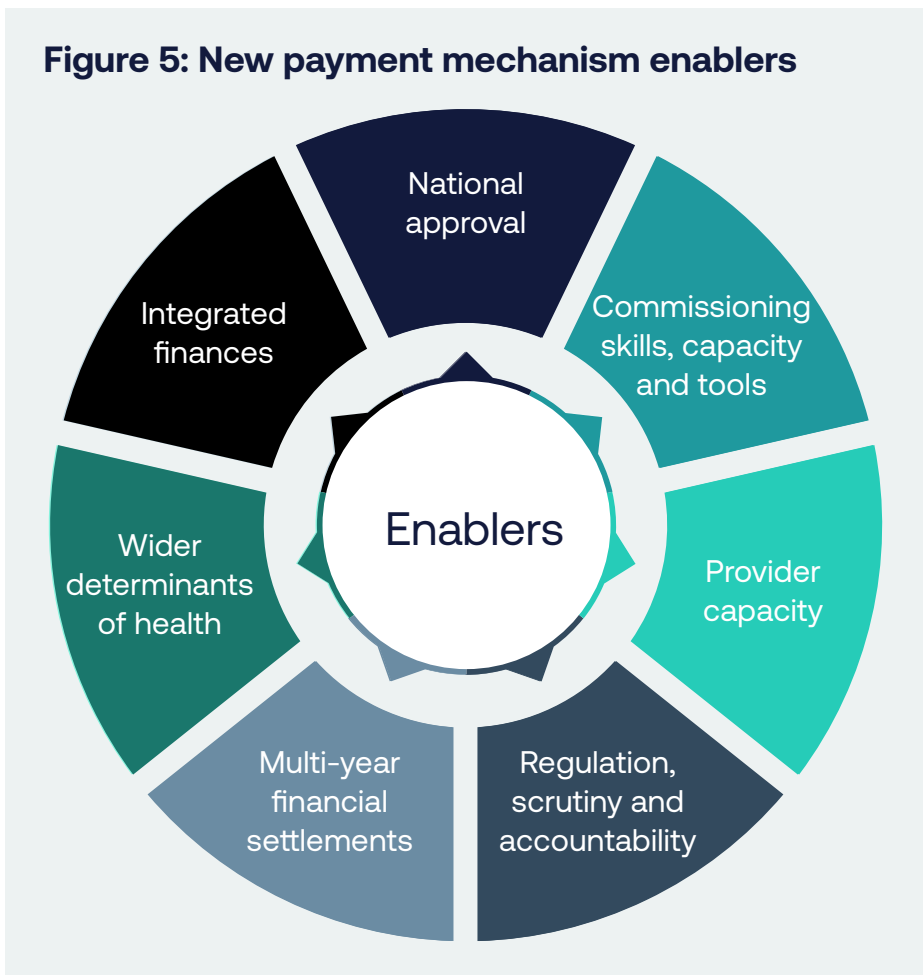 Figure 5: New payment mechanism enablers
National
approval
Commissioning
skills, capacity
and tools
Provider
capacity
Regulation,
scrutiny and
accountability
Multi-year
financial
settlements
Wider
determinants
of health
Integrated
finances
Enablers